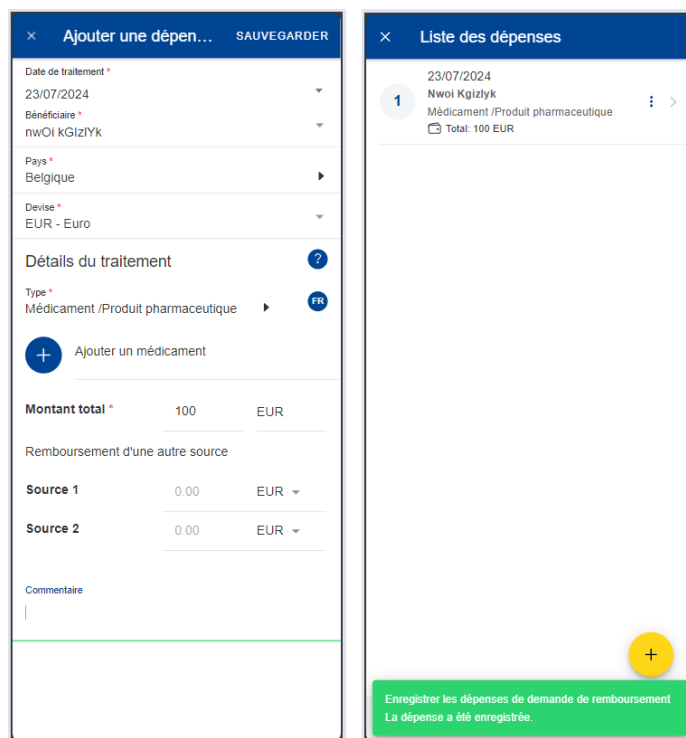 × Ajouter une dépen... SAUVEGARDER
Date de traitement *
23/07/2024
Bénéficiaire *
nwOi kGIzlYk
Pays *
Belgique
Devise *
EUR - Euro
Détails du traitement ?
Type *
Médicament /Produit pharmaceutique FR
+ Ajouter un médicament
Montant total * 100 EUR
Remboursement d'une autre source
Source 1 0.00 EUR
Source 2 0.00 EUR
Commentaire
× Liste des dépenses
23/07/2024
1 Nwoi Kgizlyk
Médicament /Produit pharmaceutique
Total: 100 EUR
+
Enregistrer les dépenses de demande de remboursement
La dépense a été enregistrée.